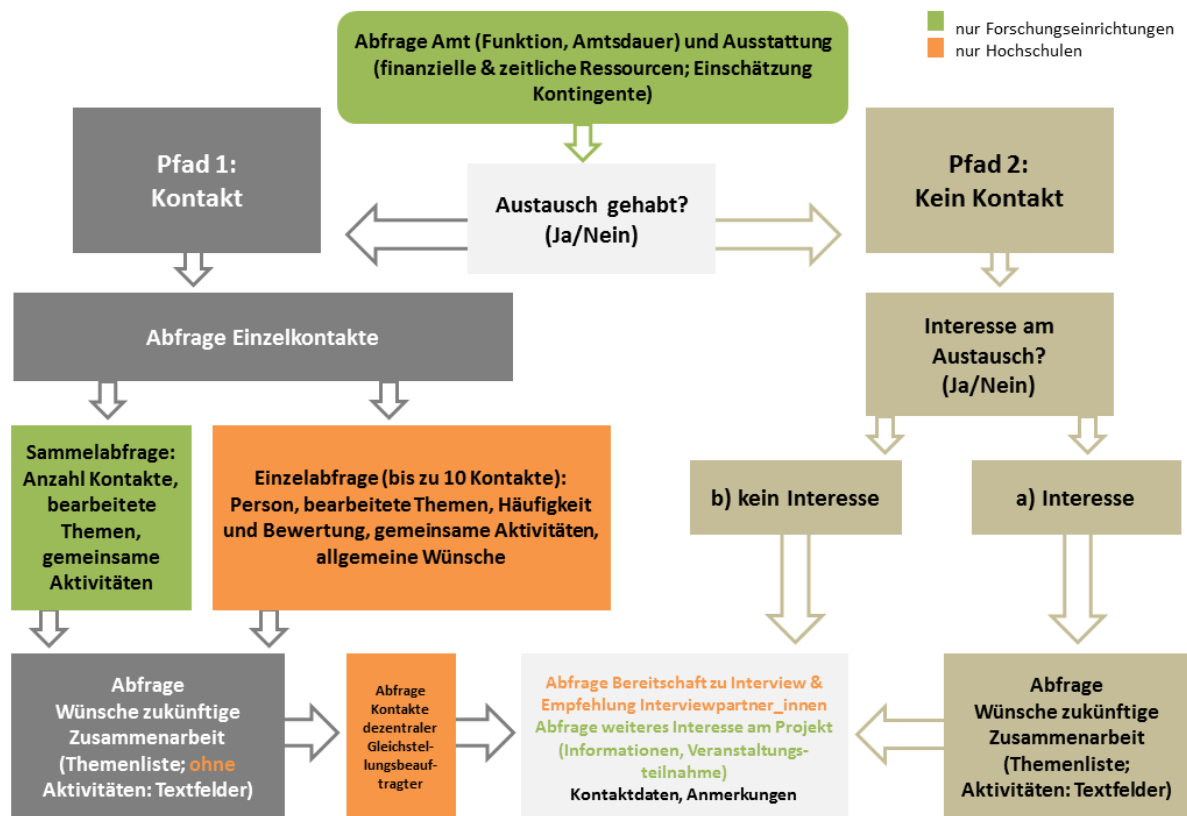 Abfrage Amt (Funktion, Amtsdauer) und Ausstattung
(finanzielle & zeitliche Ressourcen; Einschätzung
Kontingente)
nur Forschungseinrichtungen
nur Hochschulen
Pfad 1:
Kontakt
Austausch gehabt?
(Ja/Nein)
Pfad 2:
Kein Kontakt
Abfrage Einzelkontakte
Interesse am
Austausch?
(Ja/Nein)
Sammelabfrage:
Anzahl Kontakte,
bearbeitete
Themen,
gemeinsame
Aktivitäten
Einzelabfrage (bis zu 10 Kontakte):
Person, bearbeitete Themen, Häufigkeit
und Bewertung, gemeinsame Aktivitäten,
allgemeine Wünsche
b) kein Interesse
a) Interesse
Abfrage
Wünsche zukünftige
Zusammenarbeit
(Themenliste; ohne
Aktivitäten: Textfelder)
Abfrage
Kontakte
dezentraler
Gleichstel-
lungsbeauf-
tragter
Abfrage Bereitschaft zu Interview &
Empfehlung Interviewpartner_innen
Abfrage weiteres Interesse am Projekt
(Informationen, Veranstaltungs-
teilnahme)
Kontaktdaten, Anmerkungen
Abfrage
Wünsche zukünftige
Zusammenarbeit
(Themenliste;
Aktivitäten: Textfelder)